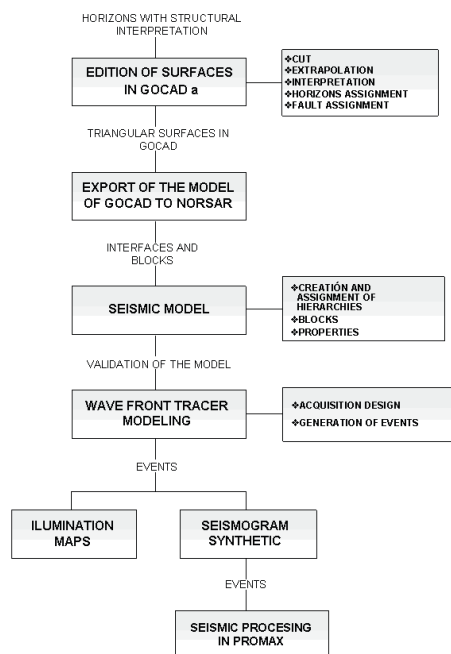 HORIZONS WITH STRUCTURAL
INTERPRETATION
EDITION OF SURFACES
IN GOCAD a
❖CUT
❖EXTRAPOLATION
❖INTERPRETATION
❖HORIZONS ASSIGNMENT
❖FAULT ASSIGNMENT
TRIANGULAR SURFACES IN
GOCAD
EXPORT OF THE MODEL
OF GOCAD TO NORSAR
INTERFACES AND
BLOCKS
SEISMIC MODEL
❖CREATIÓN AND
ASSIGNMENT OF
HIERARCHIES
❖BLOCKS
❖PROPERTIES
VALIDATION OF THE MODEL
WAVE FRONT TRACER
MODELING
❖ACQUISITION DESIGN
❖GENERATION OF EVENTS
EVENTS
ILUMINATION
MAPS
SEISMOGRAM
SYNTHETIC
EVENTS
SEISMIC PROCESING
IN PROMAX